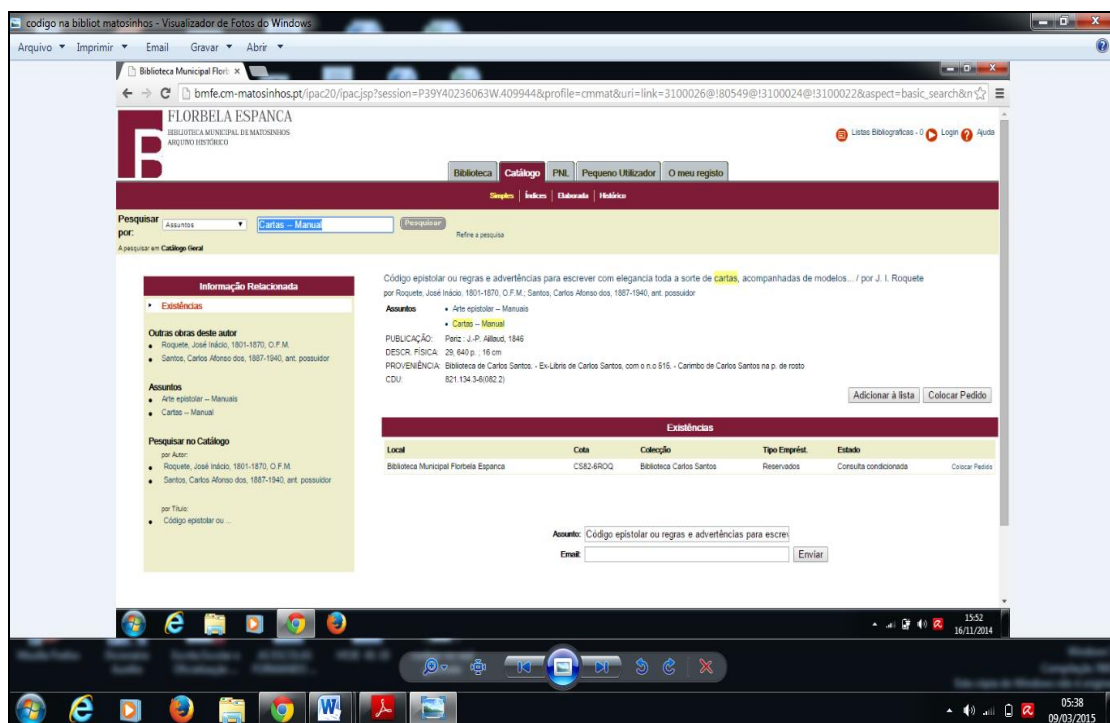 codigo na bibliot matosinhos - Visualizador de Fotos do Windows
Arquivo Imprimir Email Gravar Abrir
Biblioteca Municipal Florb
bmfe.cm-matosinhos.pt/ipac20/ipac.jsp?session=P39Y40236063W.409944&profile=cmmat&uri=link=3100026@!80549@!3100024@!3100022&aspect=basic_search&n
FLORBELA ESPANCA
BIBLIOTECA MUNICIPAL DE MATOSINHOS
ARQUIVO HISTÓRICO
Listas Bibliograficas - 0 Login Ajuda
Biblioteca Catálogo PNL Pequeno Utilizador O meu registo
Simples Índices Elaborada Histórico
Pesquisar por: Assuntos Cartas -- Manual Pesquisar
Refine a pesquisa
A pesquisar em Catálogo Geral
Informação Relacionada
Existências
Outras obras deste autor
Roquete, José Inácio, 1801-1870, O.F.M.
Santos, Carlos Afonso dos, 1887-1940, ant. possuidor
Assuntos
Arte epistolar -- Manuais
Cartas -- Manual
Pesquisar no Catálogo
por Autor:
Roquete, José Inácio, 1801-1870, O.F.M.
Santos, Carlos Afonso dos, 1887-1940, ant. possuidor
por Título:
Código epistolar ou ...
Código epistolar ou regras e advertências para escrever com elegancia toda a sorte de cartas, acompanhadas de modelos... / por J. I. Roquete
por Roquete, José Inácio, 1801-1870, O.F.M.; Santos, Carlos Afonso dos, 1887-1940, ant. possuidor
Assuntos • Arte epistolar -- Manuais
• Cartas -- Manual
PUBLICAÇÃO: Pariz : J.-P. Aillaud, 1846
DESCR. FÍSICA: 29, 640 p. ; 16 cm
PROVENIÊNCIA: Biblioteca de Carlos Santos. - Ex-Libris de Carlos Santos, com o n.o 515. - Carimbo de Carlos Santos na p. de rosto
CDU: 821.134.3-6(082.2)
Adicionar à lista Colocar Pedido
Existências
Local Cota Colecção Tipo Emprést. Estado
Biblioteca Municipal Florbela Espanca CS82-6ROQ Biblioteca Carlos Santos Reservados Consulta condicionada Colocar Pedido
Assunto: Código epistolar ou regras e advertências para escrev
Email: Enviar
15:52
16/11/2014
05:38
09/03/2015